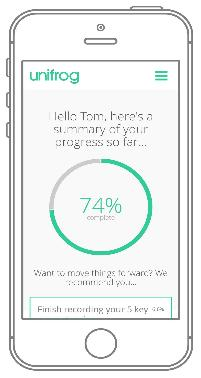 unifrog
Hello Tom, here's a
summary of your
progress so far...
74%
complete
Want to move things forward? We
recommend you...
Finish recording your 5 key